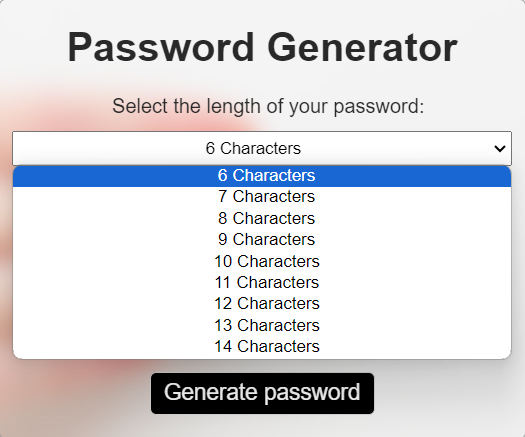 Password Generator
Select the length of your password:
6 Characters
6 Characters
7 Characters
8 Characters
9 Characters
10 Characters
11 Characters
12 Characters
13 Characters
14 Characters
Generate password